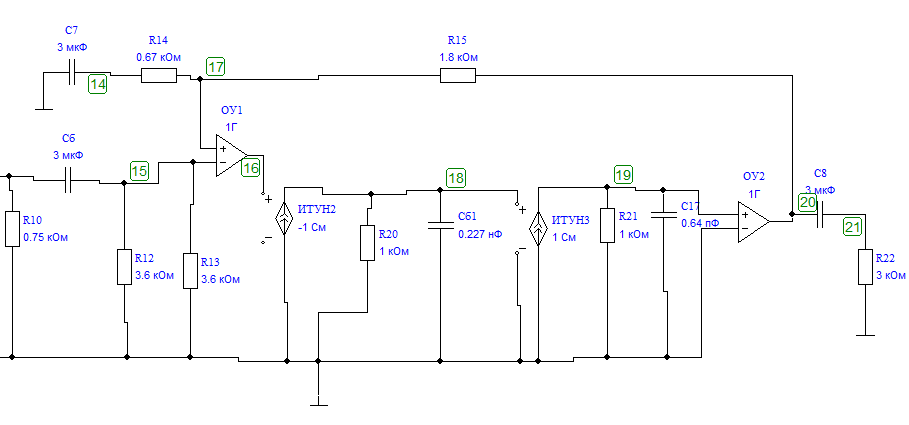 C7
3 мкФ
14
R14
0.67 кОм
17
R15
1.8 кОм
ОУ1
1Г
+
−
16
C6
3 мкФ
15
R10
0.75 кОм
R12
3.6 кОм
R13
3.6 кОм
+
−
ИТУН2
-1 См
R20
1 кОм
18
C61
0.227 нФ
+
−
ИТУН3
1 См
19
R21
1 кОм
C17
0.64 пФ
ОУ2
1Г
+
−
20
C8
3 мкФ
21
R22
3 кОм